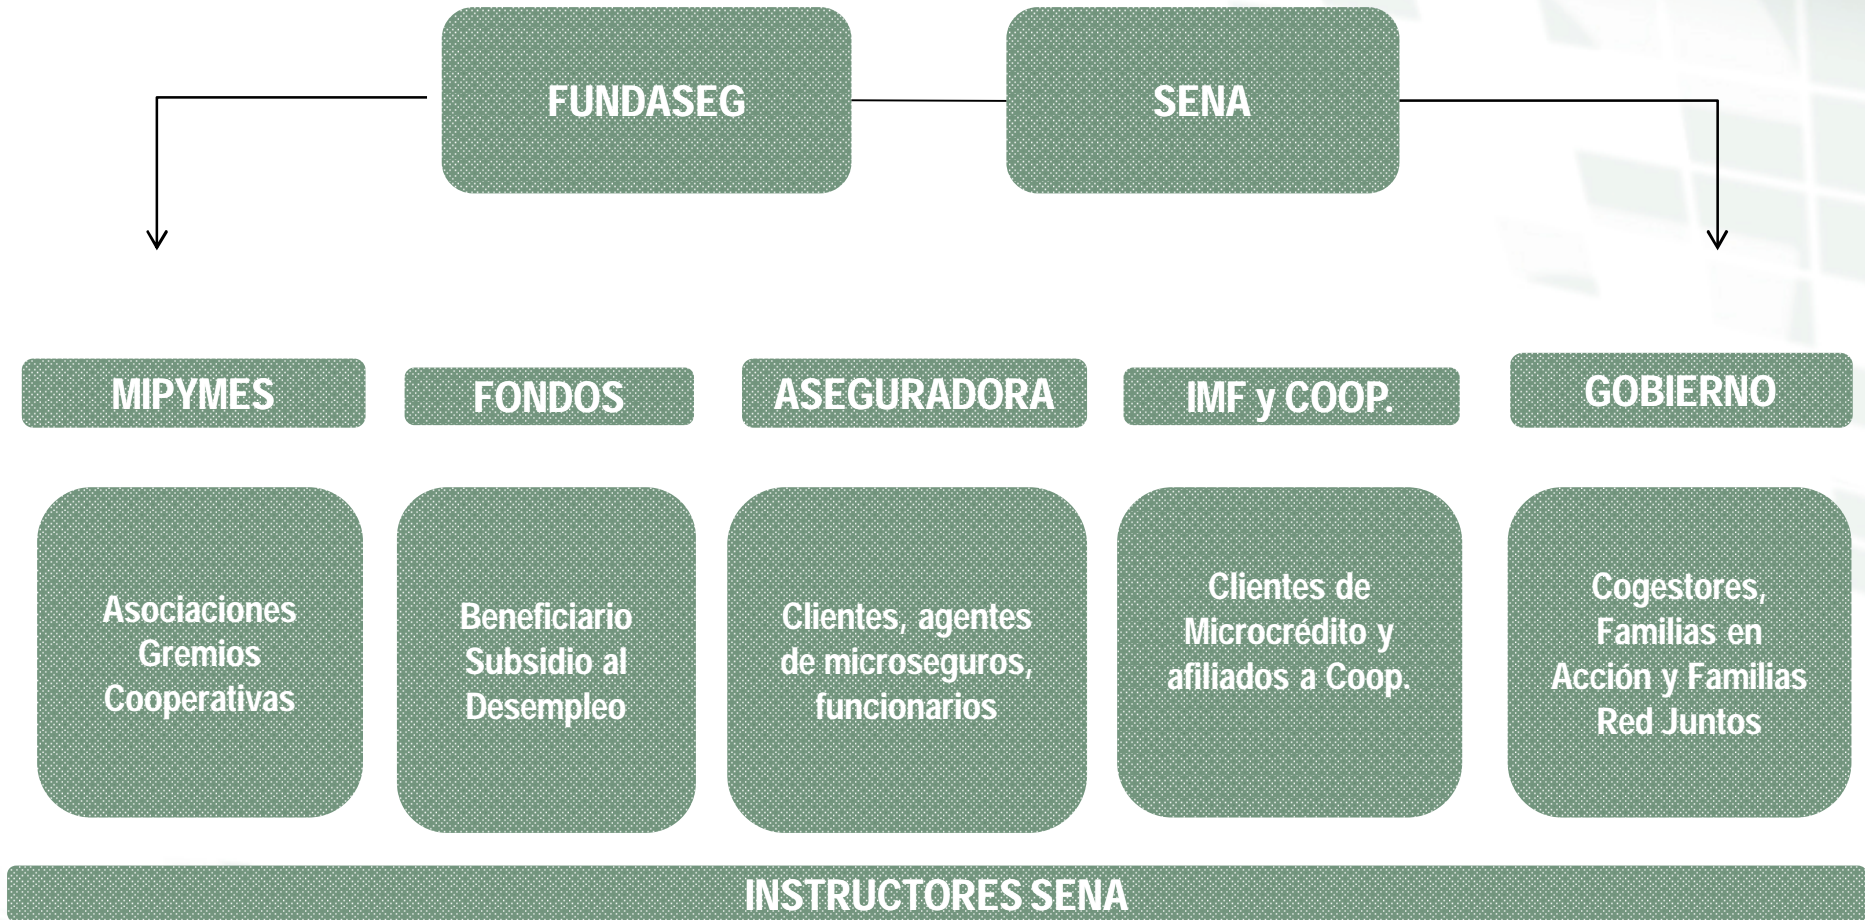 FUNDASEG
SENA
MIPYMES
FONDOS
ASEGURADORA
IMF y COOP.
GOBIERNO
Asociaciones
Gremios
Cooperativas
Beneficiario
Subsidio al
Desempleo
Clientes, agentes
de microseguros,
funcionarios
Clientes de
Microcrédito y
afiliados a Coop.
Cogestores,
Familias en
Acción y Familias
Red Juntos
INSTRUCTORES SENA